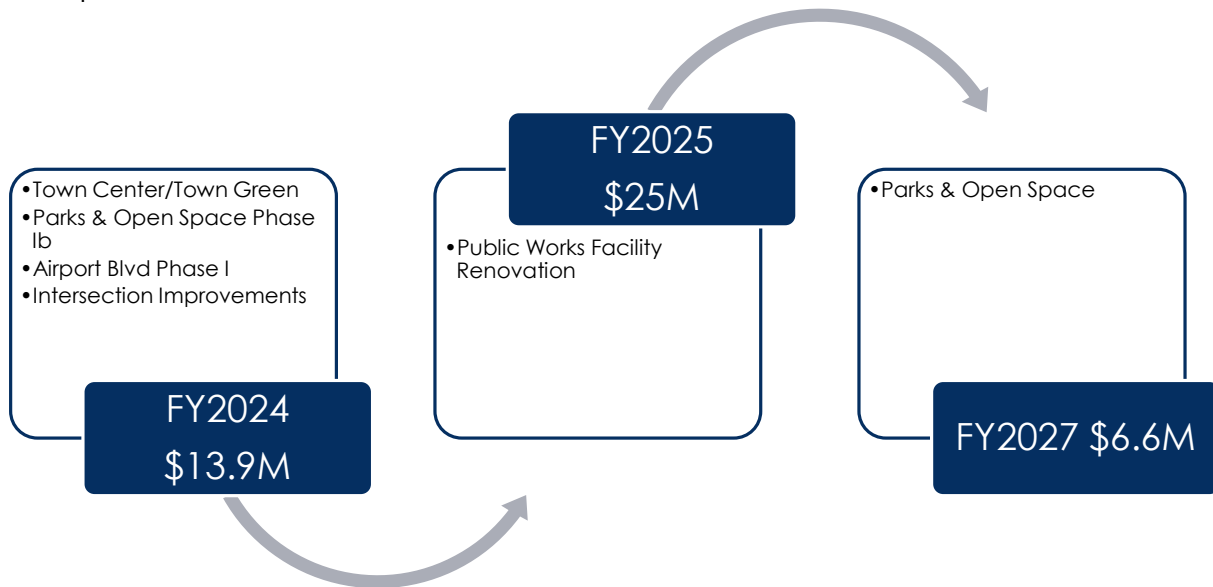 •Town Center/Town Green
•Parks & Open Space Phase
Ib
•Airport Blvd Phase I
•Intersection Improvements
FY2024
$13.9M
FY2025
$25M
•Public Works Facility
Renovation
•Parks & Open Space
FY2027 $6.6M